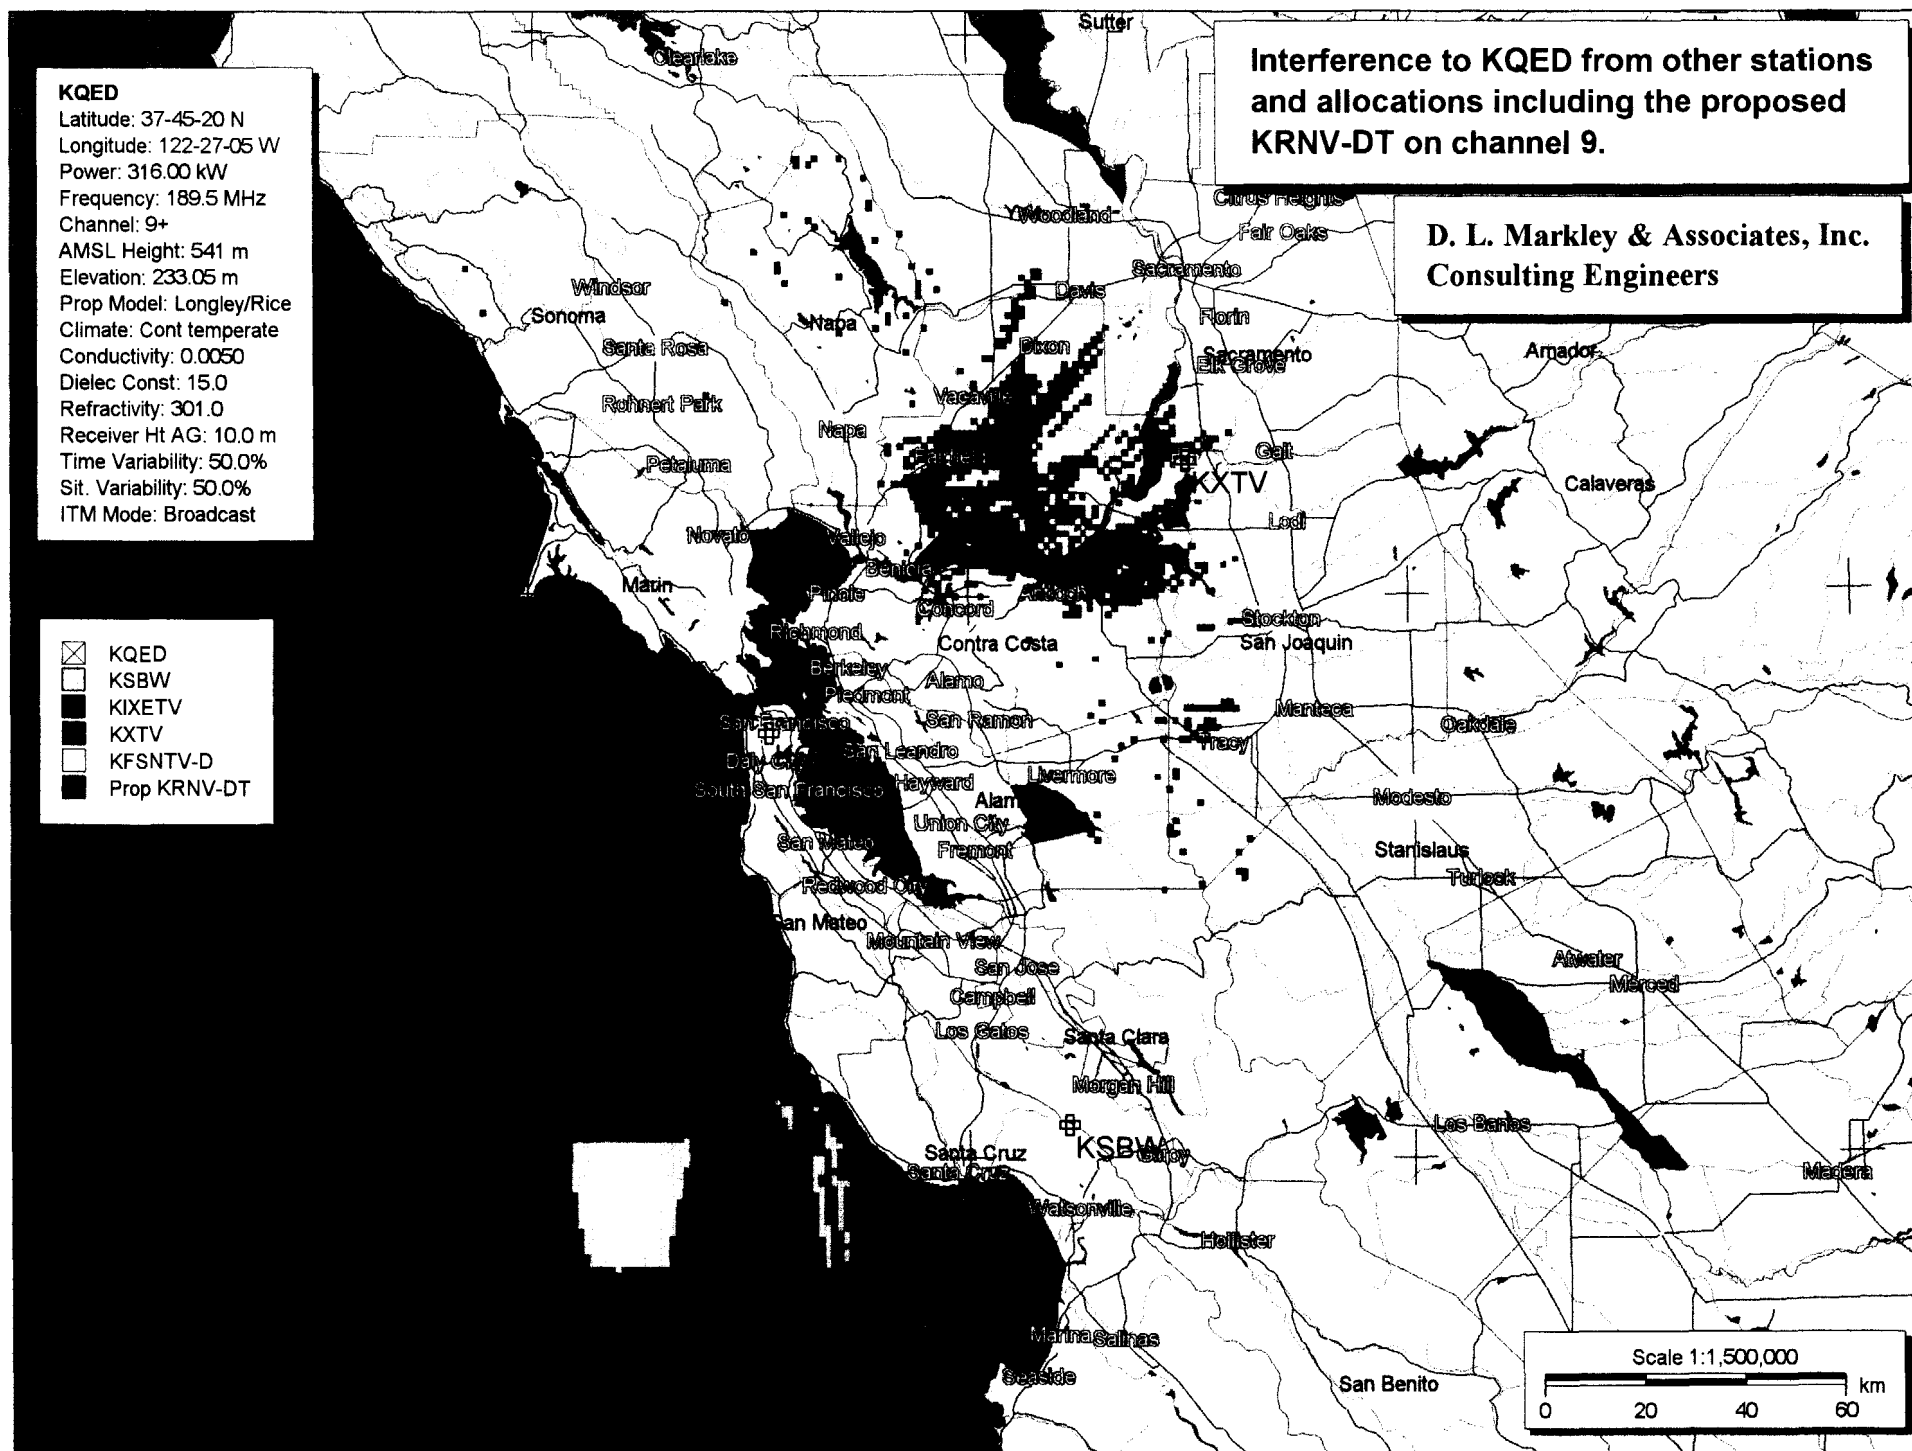 Interference to KQED from other stations
and allocations including the proposed
KRNV-DT on channel 9.
D. L. Markley & Associates, Inc.
Consulting Engineers
KQED
Latitude: 37-45-20 N
Longitude: 122-27-05 W
Power: 316.00 kW
Frequency: 189.5 MHz
Channel: 9+
AMSL Height: 541 m
Elevation: 233.05 m
Prop Model: Longley/Rice
Climate: Cont temperate
Conductivity: 0.0050
Dielec Const: 15.0
Refractivity: 301.0
Receiver Ht AG: 10.0 m
Time Variability: 50.0%
Sit. Variability: 50.0%
ITM Mode: Broadcast
KQED
KSBW
KIXETV
KXTV
KFSNTV-D
Prop KRNV-DT
Sutter
Clearlake
Citrus Heights
Woodland
Fair Oaks
Sacramento
Windsor
Davis
Sonoma
Napa
Florin
Santa Rosa
Dixon
Sacramento
Elk Grove
Amador
Vacaville
Rohnert Park
Napa
Galt
Petaluma
KXTV
Calaveras
Lodi
Novato
Vallejo
Benicia
Marin
Pinole
Concord
Antioch
Stockton
Richmond
Contra Costa
San Joaquin
Berkeley
Alamo
Piedmont
San Francisco
San Ramon
Manteca
Oakdale
Tracy
San Leandro
Daly City
Livermore
Hayward
South San Francisco
Alam
Modesto
Union City
San Mateo
Fremont
Stanislaus
Turlock
Redwood City
San Mateo
Mountain View
Atwater
San Jose
Merced
Campbell
Los Gatos
Santa Clara
Morgan Hill
Los Banos
KSBW
Gilroy
Santa Cruz
Santa Cruz
Madera
Watsonville
Hollister
Marina
Salinas
Seaside
San Benito
Scale 1:1,500,000
km
0 20 40 60